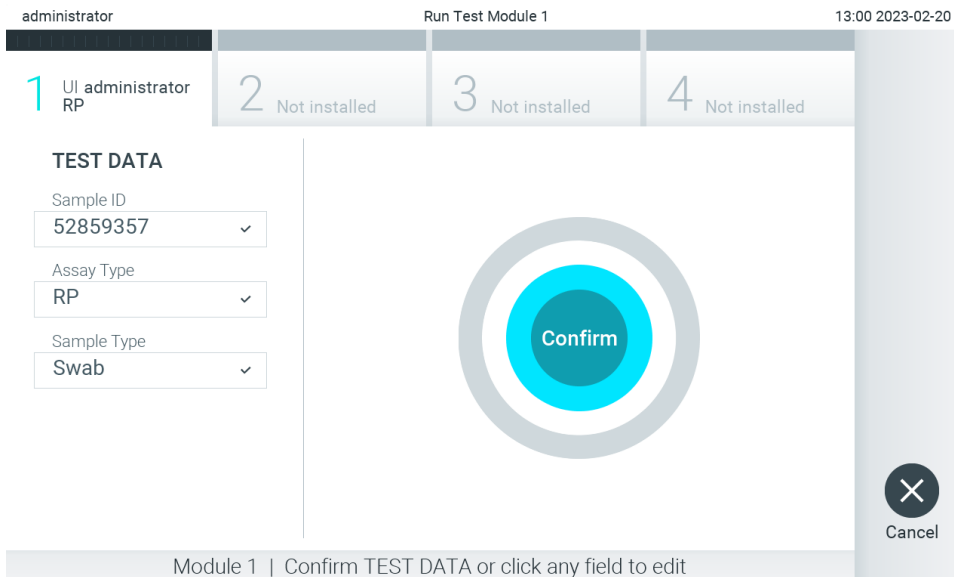 administrator
Run Test Module 1
13:00 2023-02-20
1 UI administrator
RP
2 Not installed
3 Not installed
4 Not installed
TEST DATA
Sample ID
52859357
Assay Type
RP
Sample Type
Swab
Confirm
Cancel
Module 1 | Confirm TEST DATA or click any field to edit